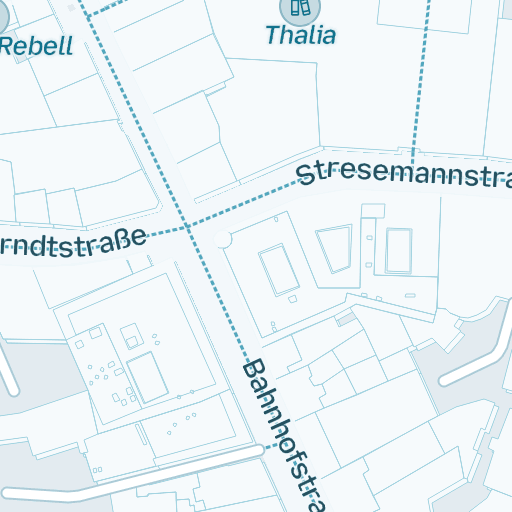 Thalia
Rebell
Stresemannstra
rndtstraße
Bahnhofstra